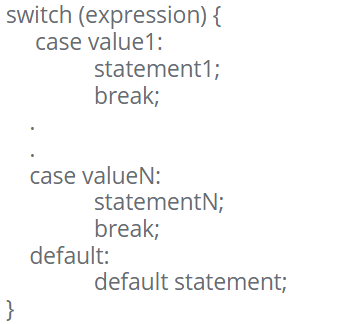 switch (expression) {
case value1:
statement1;
break;
.
.
case valueN:
statementN;
break;
default:
default statement;
}